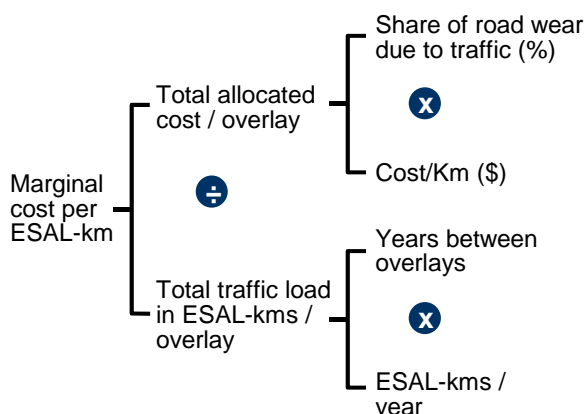 Share of road wear
due to traffic (%)
Total allocated
cost / overlay
x
Cost/Km ($)
Marginal
cost per
ESAL-km
÷
Years between
overlays
Total traffic load
in ESAL-kms /
overlay
x
ESAL-kms /
year